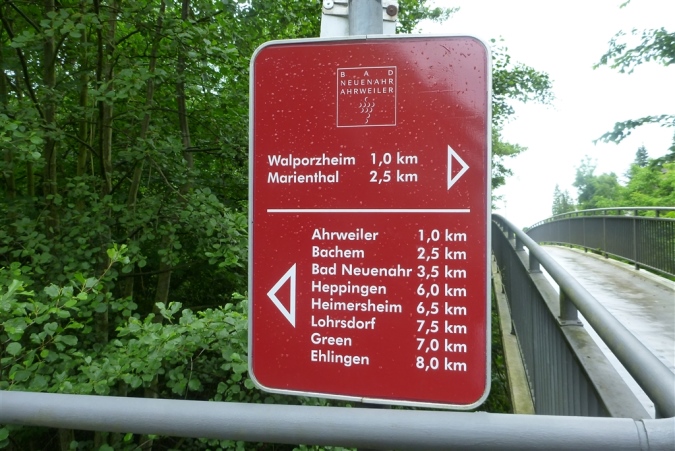 BAD
NEUENAHR
AHRWEILER
Walporzheim 1,0 km
Marienthal 2,5 km
Ahrweiler 1,0 km
Bachem 2,5 km
Bad Neuenahr 3,5 km
Heppingen 6,0 km
Heimersheim 6,5 km
Lohrsdorf 7,5 km
Green 7,0 km
Ehlingen 8,0 km